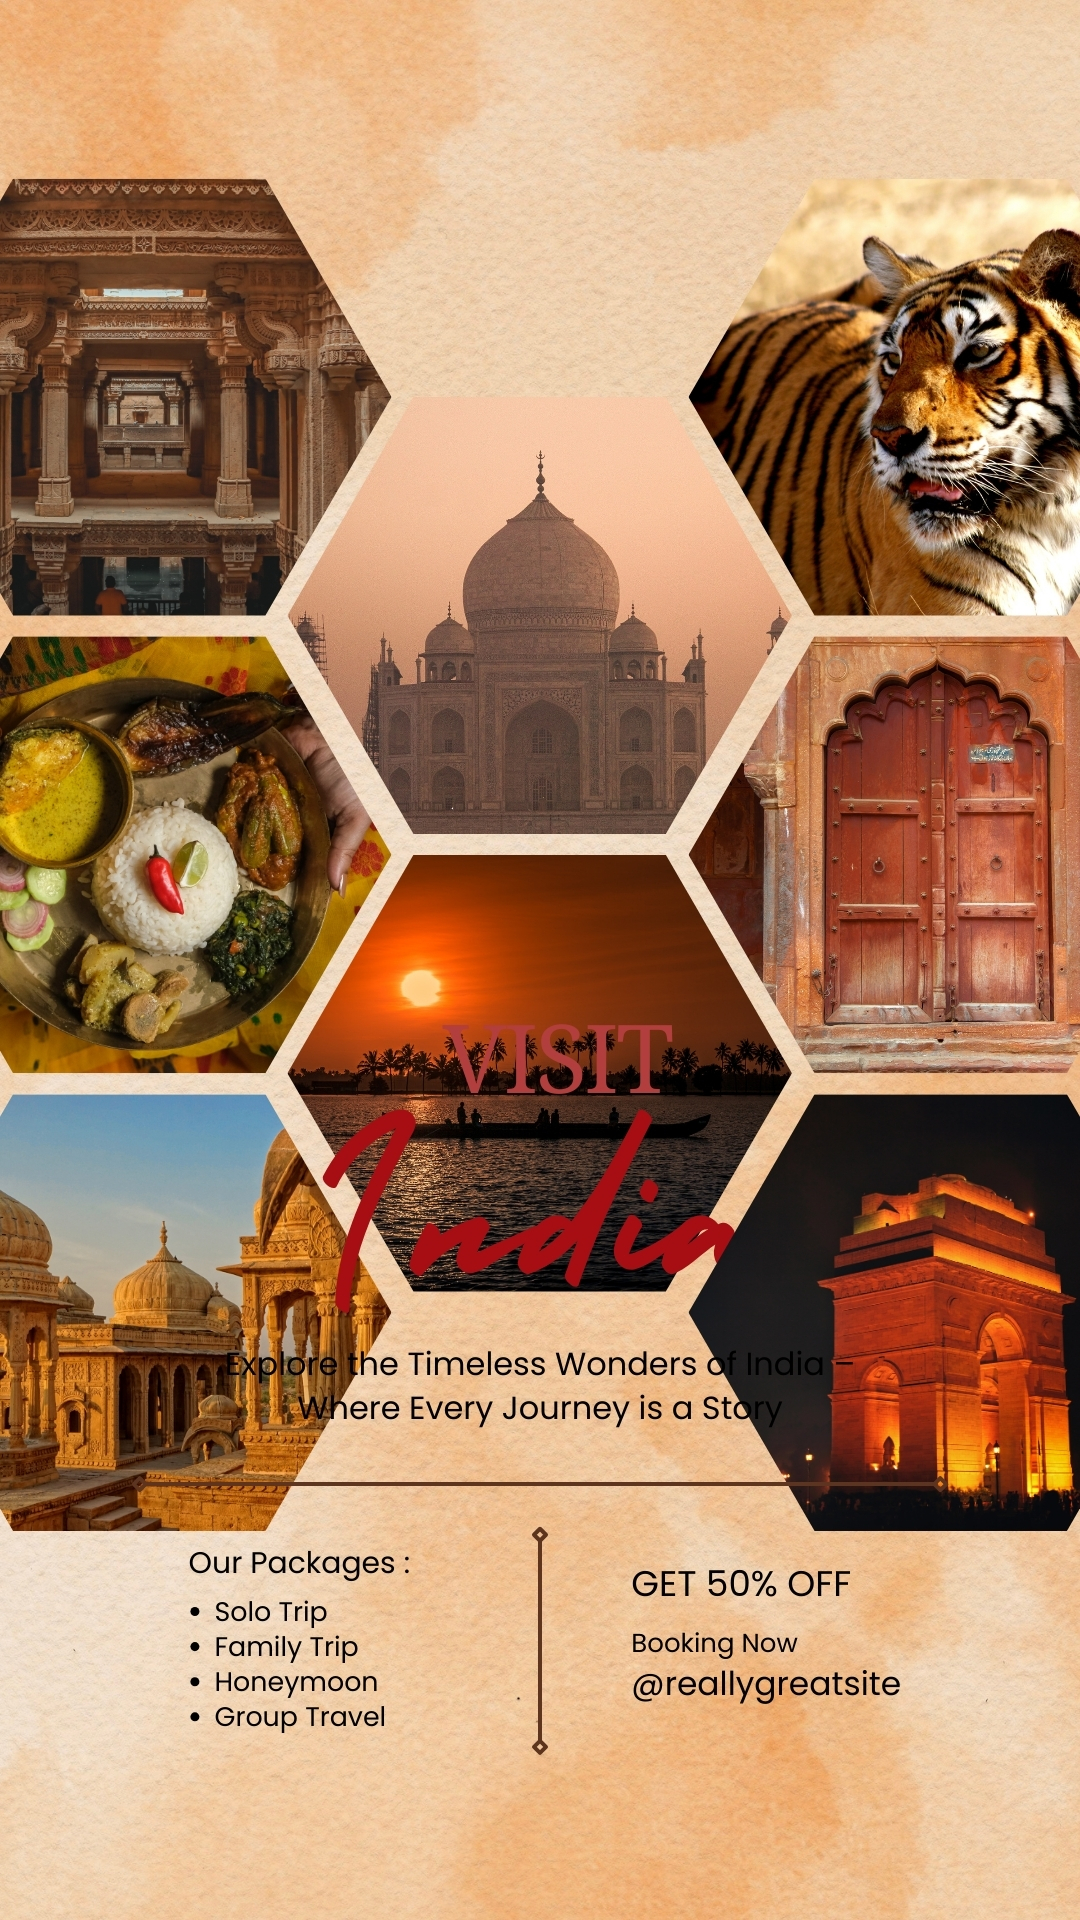 VISIT
India
Explore the Timeless Wonders of India –
Where Every Journey is a Story
Our Packages :
• Solo Trip
• Family Trip
• Honeymoon
• Group Travel
GET 50% OFF
Booking Now
@reallygreatsite